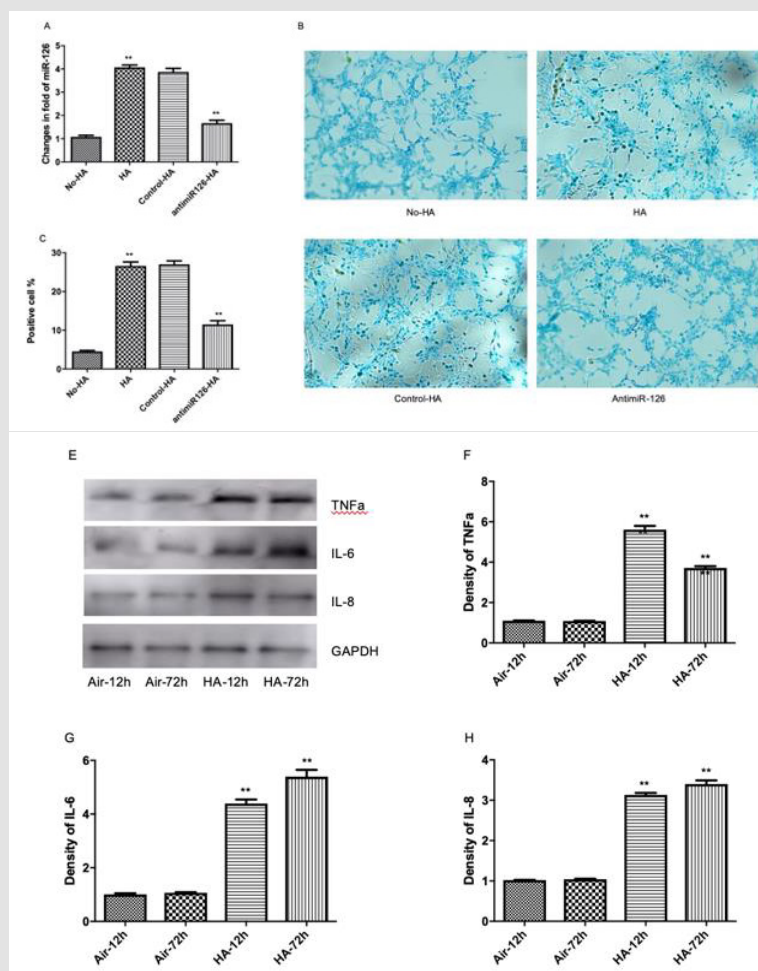 A
Changes in fold of miR-126
5
4
3
2
1
0
**
**
No-HA
HA
Control-HA
antimiR126-HA
B
No-HA
HA
Control-HA
AntimiR-126
C
Positive cell %
30
20
10
0
**
**
No-HA
HA
Control-HA
antimiR126-HA
E
TNFa
IL-6
IL-8
GAPDH
Air-12h Air-72h HA-12h HA-72h
F
Density of TNFa
8
6
4
2
0
**
**
**
**
Air-12h
Air-72h
HA-12h
HA-72h
G
Density of IL-6
6
4
2
0
**
**
Air-12h
Air-72h
HA-12h
HA-72h
H
Density of IL-8
4
3
2
1
0
**
**
Air-12h
Air-72h
HA-12h
HA-72h